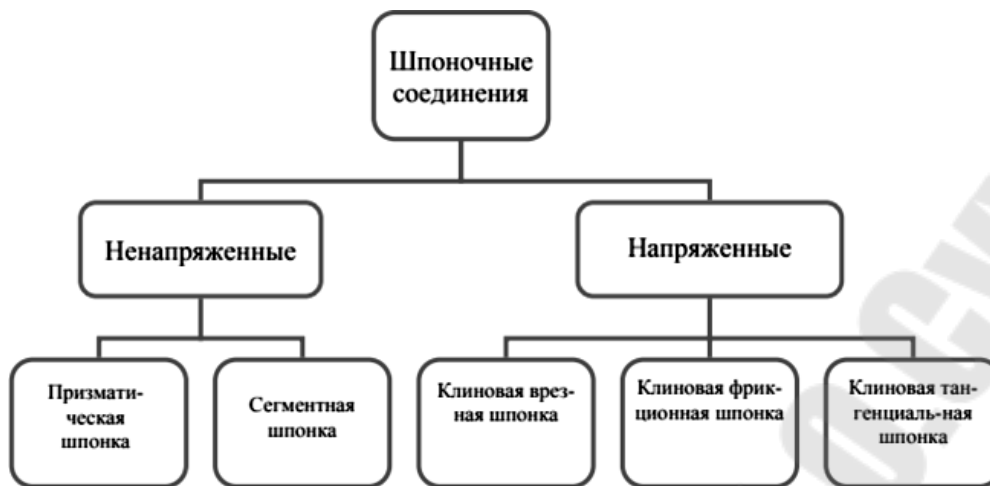 Шпоночные
соединения
Ненапряженные
Напряженные
Призмати-
ческая
шпонка
Сегментная
шпонка
Клиновая врез-
ная шпонка
Клиновая фрик-
ционная шпонка
Клиновая тан-
генциаль-ная
шпонка